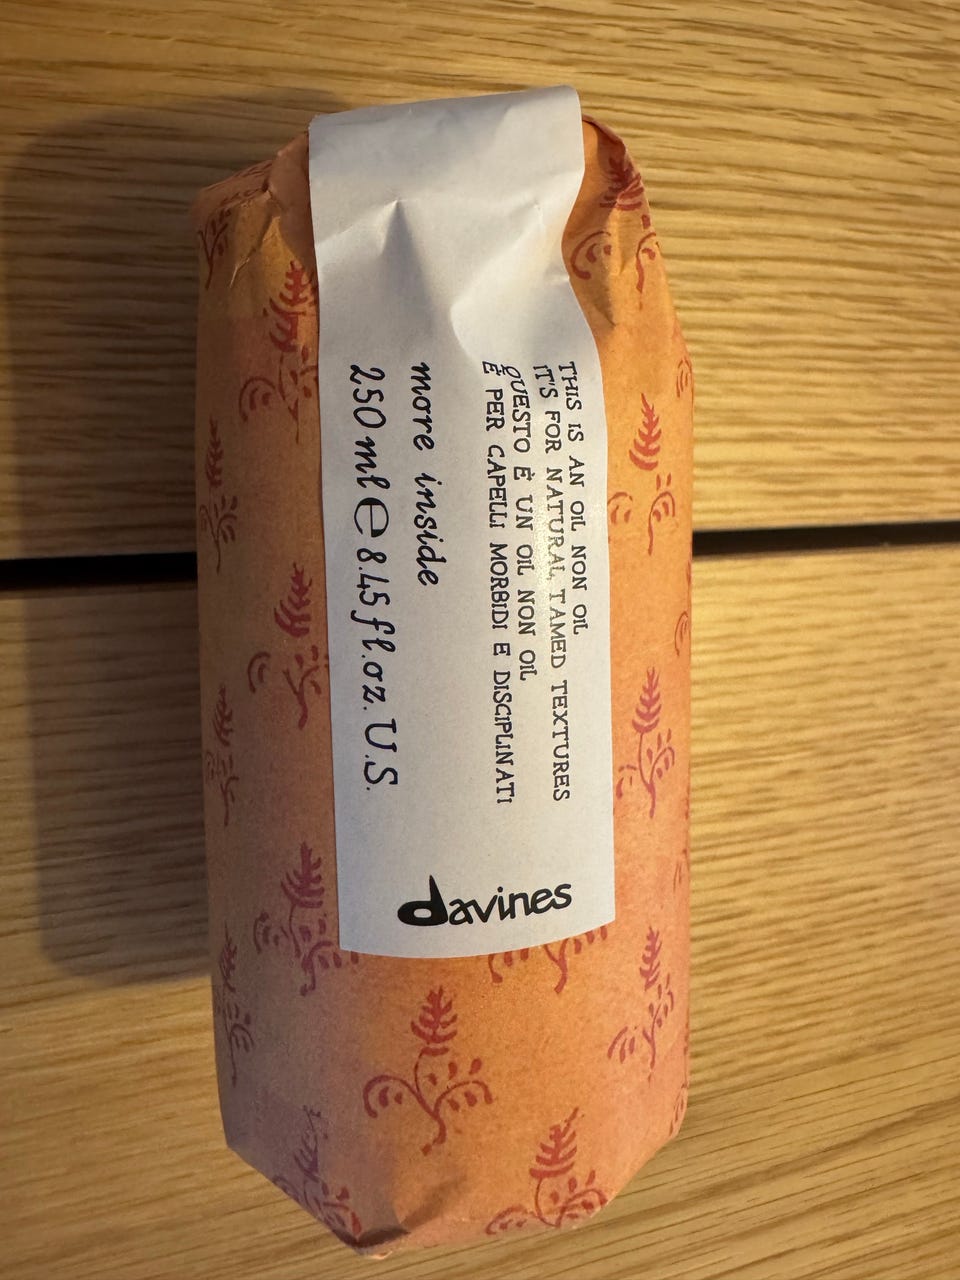 THIS IS AN OIL NON OIL
IT'S FOR NATURAL, TAMED TEXTURES
QUESTO È UN OIL NON OIL
È PER CAPELLI MORBIDI E DISCIPLINATI
more inside
250 ml ℮ 8.45 fl.oz.U.S.
davines